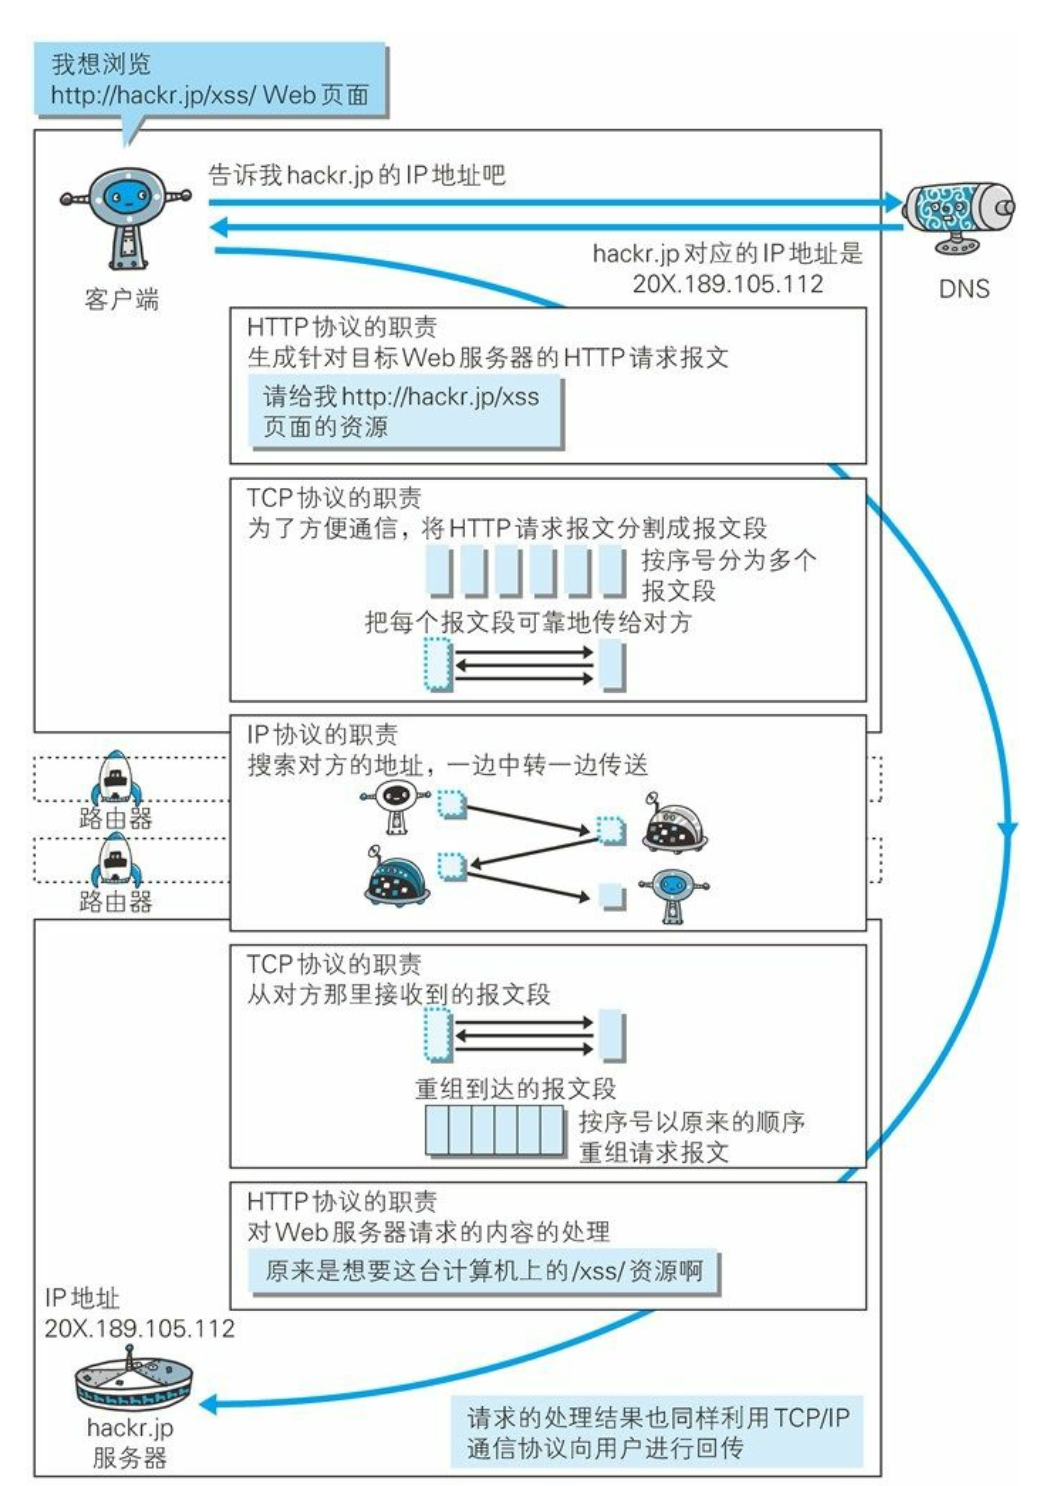 我想浏览
http://hackr.jp/xss/ Web页面
告诉我hackr.jp的IP地址吧
hackr.jp对应的IP地址是
20X.189.105.112
客户端
DNS
HTTP协议的职责
生成针对目标Web服务器的HTTP请求报文
请给我http://hackr.jp/xss
页面的资源
TCP协议的职责
为了方便通信，将HTTP请求报文分割成报文段
按序号分为多个
报文段
把每个报文段可靠地传给对方
IP协议的职责
搜索对方的地址，一边中转一边传送
路由器
路由器
TCP协议的职责
从对方那里接收到的报文段
重组到达的报文段
按序号以原来的顺序
重组请求报文
HTTP协议的职责
对Web服务器请求的内容的处理
原来是想要这台计算机上的/xss/资源啊
IP地址
20X.189.105.112
hackr.jp
服务器
请求的处理结果也同样利用TCP/IP
通信协议向用户进行回传